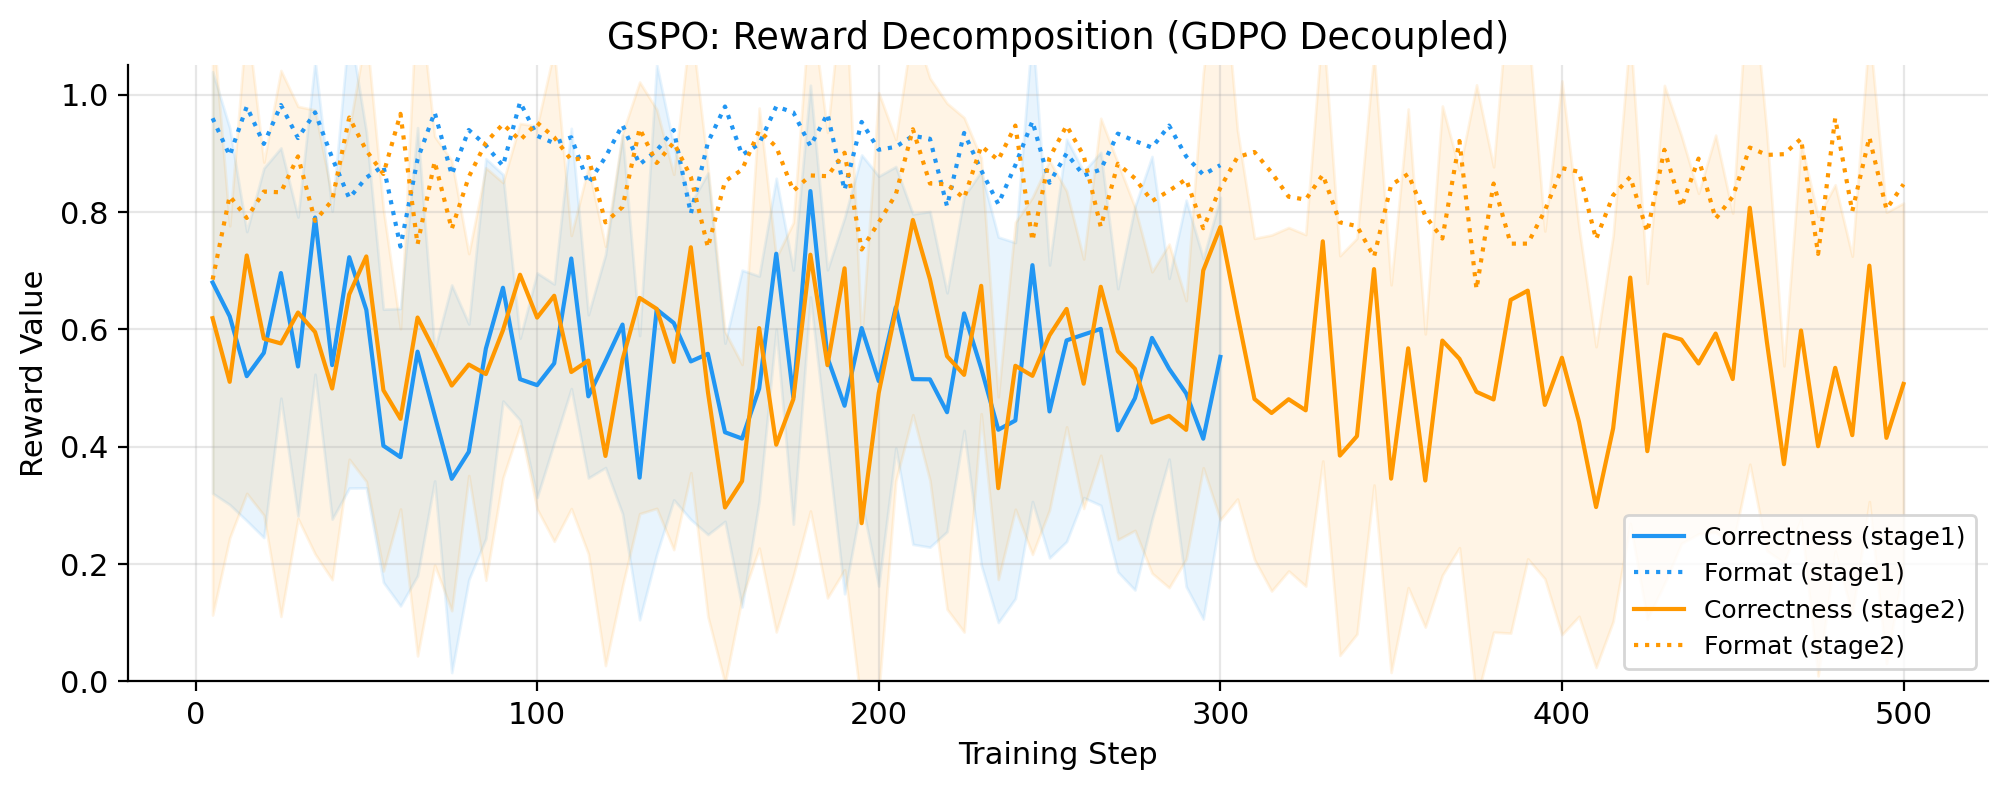 GSPO: Reward Decomposition (GDPO Decoupled)
Reward Value
1.0
0.8
0.6
0.4
0.2
0.0
0
100
200
300
400
500
Training Step
Correctness (stage1)
Format (stage1)
Correctness (stage2)
Format (stage2)